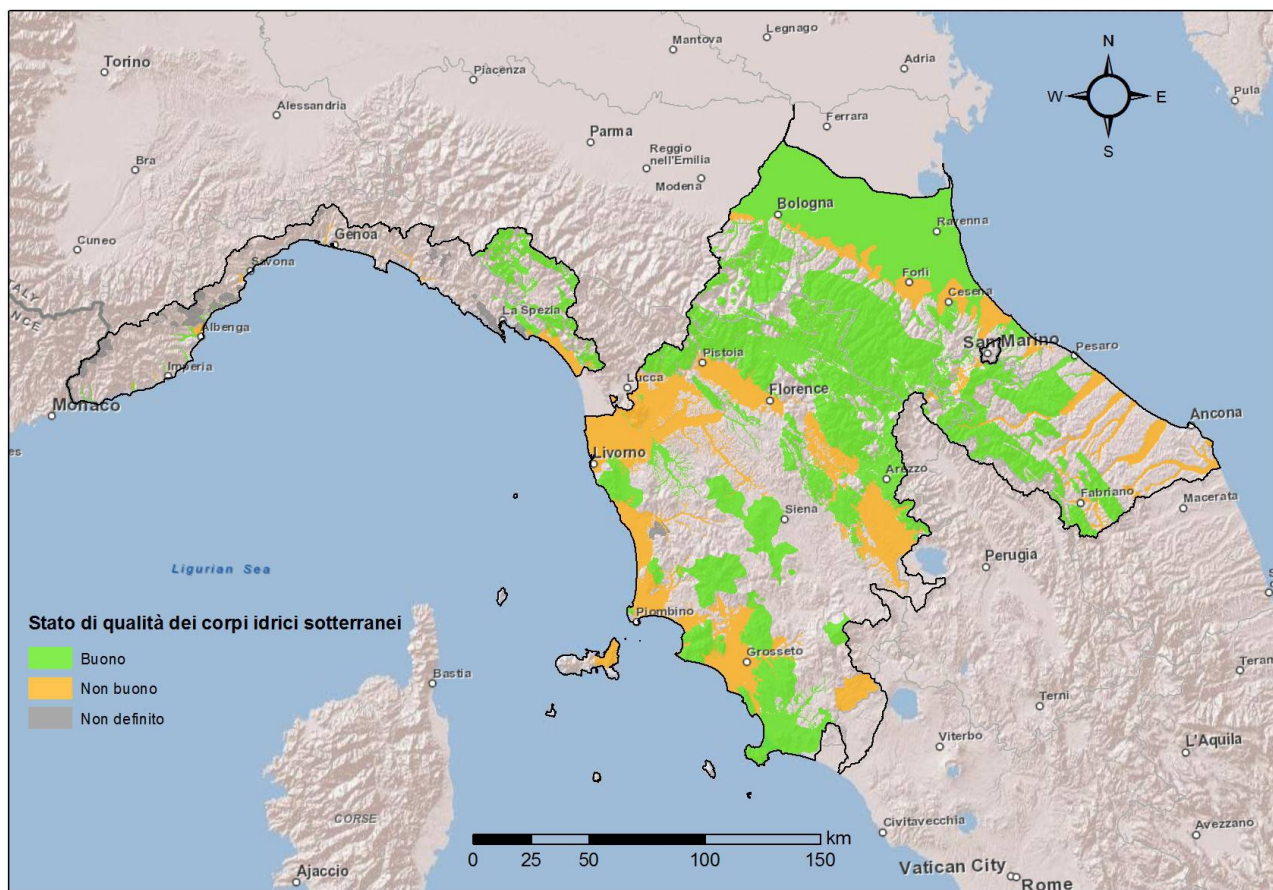 Legnago
Mantova
Torino
Adria
Piacenza
N
Pula
Alessandria
W
E
Ferrara
Parma
S
Bra
Reggio
nell'Emilia
Modena
Bologna
Cuneo
Genoa
Ravenna
Savona
Forlì
ITALY
Cesena
La Spezia
Albenga
San Marino
Pesaro
Pistoia
Imperia
Lucca
Florence
Monaco
Ancona
Livorno
Arezzo
Fabriano
Macerata
Siena
Perugia
Ligurian Sea
Stato di qualità dei corpi idrici sotterranei
Piombino
Buono
Grosseto
Bastia
Non buono
Terni
Non definito
Viterbo
L'Aquila
CORSE
Civitavecchia
km
Avezzano
0 25 50 100 150
Ajaccio
Vatican City
Rome